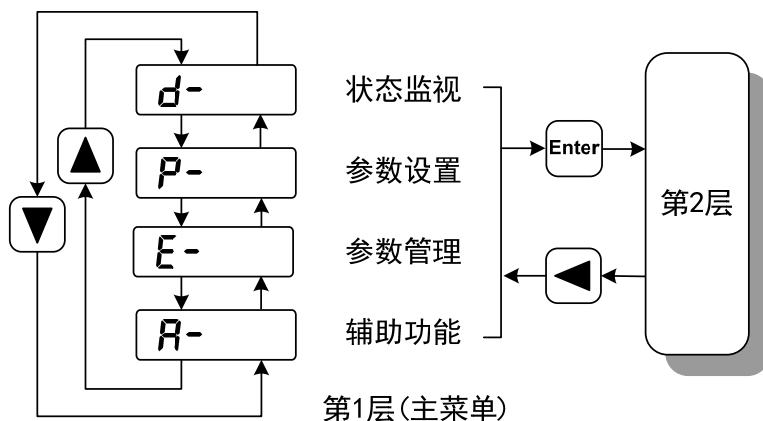 d- 状态监视
Enter
P- 参数设置
第2层
E- 参数管理
A- 辅助功能
第1层(主菜单)